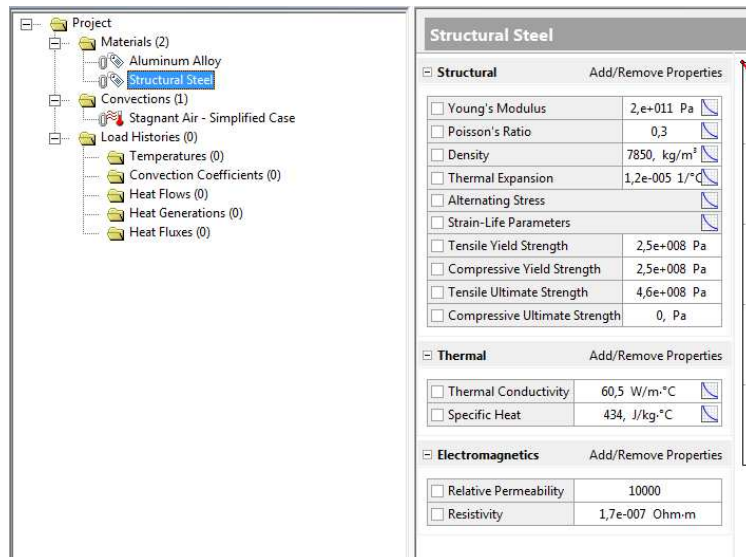 Project
Materials (2)
Aluminum Alloy
Structural Steel
Convections (1)
Stagnant Air - Simplified Case
Load Histories (0)
Temperatures (0)
Convection Coefficients (0)
Heat Flows (0)
Heat Generations (0)
Heat Fluxes (0)
Structural Steel
Structural Add/Remove Properties
Young's Modulus 2,e+011 Pa
Poisson's Ratio 0,3
Density 7850, kg/m³
Thermal Expansion 1,2e-005 1/°C
Alternating Stress
Strain-Life Parameters
Tensile Yield Strength 2,5e+008 Pa
Compressive Yield Strength 2,5e+008 Pa
Tensile Ultimate Strength 4,6e+008 Pa
Compressive Ultimate Strength 0, Pa
Thermal Add/Remove Properties
Thermal Conductivity 60,5 W/m·°C
Specific Heat 434, J/kg·°C
Electromagnetics Add/Remove Properties
Relative Permeability 10000
Resistivity 1,7e-007 Ohm·m